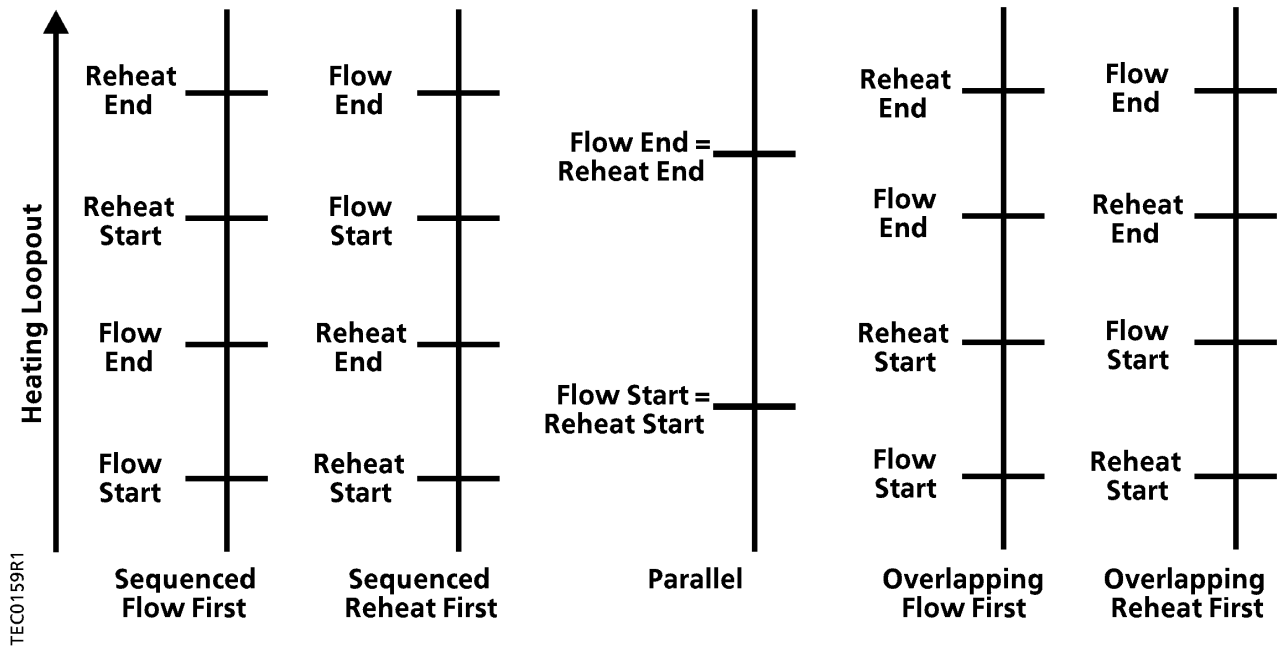 Heating Loopout
Reheat
End
Reheat
Start
Flow
End
Flow
Start
Sequenced
Flow First
Flow
End
Flow
Start
Reheat
End
Reheat
Start
Sequenced
Reheat First
Flow End =
Reheat End
Flow Start =
Reheat Start
Parallel
Reheat
End
Flow
End
Reheat
Start
Flow
Start
Overlapping
Flow First
Flow
End
Reheat
End
Flow
Start
Reheat
Start
Overlapping
Reheat First
TEC0159R1